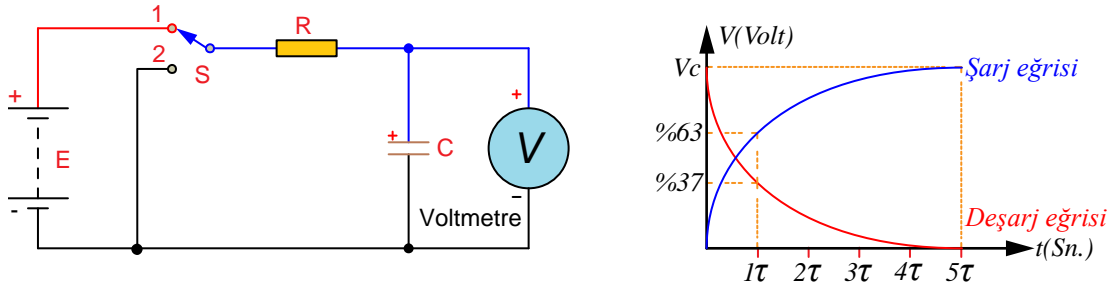 1
2
S
R
+
E
-
+
C
+
V
-
Voltmetre
V(Volt)
Vc
%63
%37
Şarj eğrisi
Deşarj eğrisi
t(Sn.)
1τ 2τ 3τ 4τ 5τ